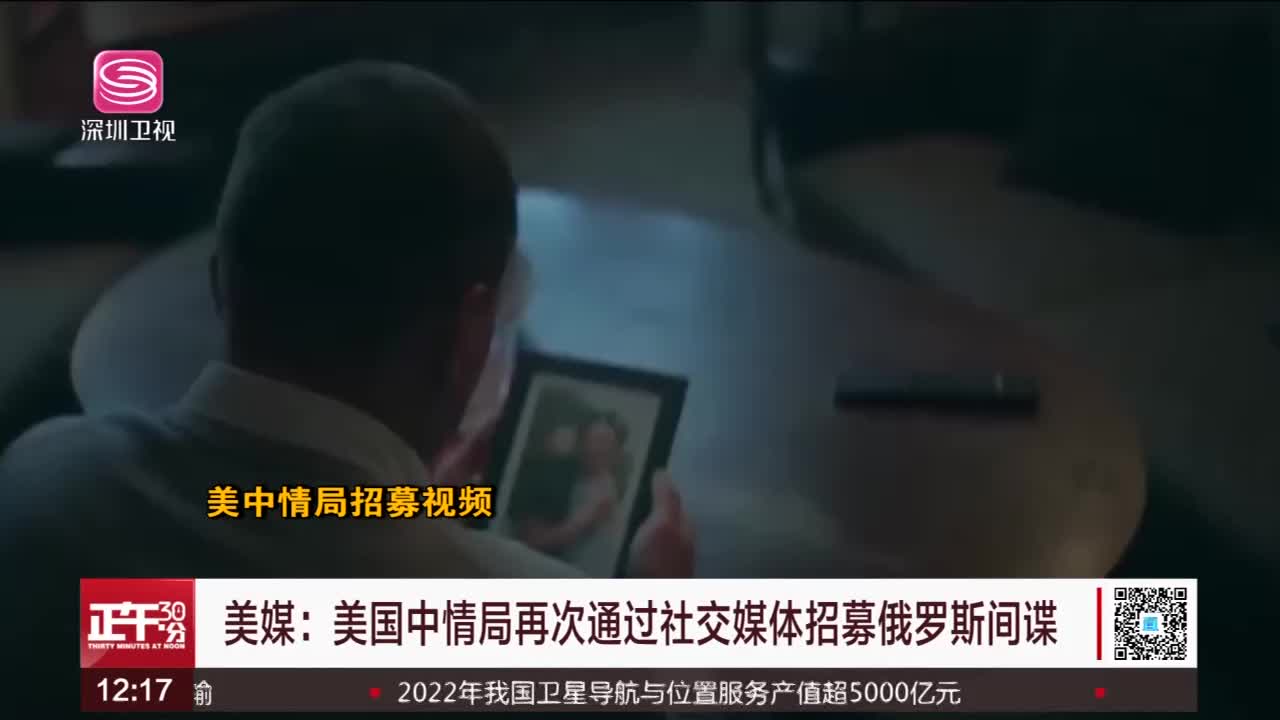 深圳卫视
美中情局招募视频
正午30分
THIRTY MINUTES AT NOON
美媒：美国中情局再次通过社交媒体招募俄罗斯间谍
12:17
输
2022年我国卫星导航与位置服务产值超5000亿元